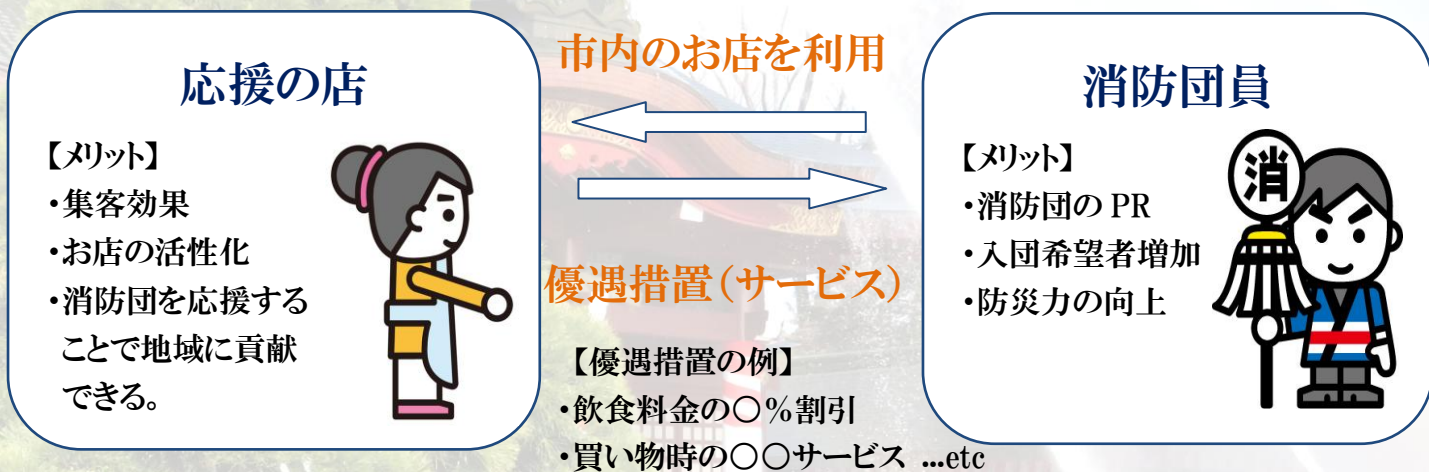 応援の店
【メリット】
・集客効果
・お店の活性化
・消防団を応援する
ことで地域に貢献
できる。
市内のお店を利用
優遇措置(サービス)
【優遇措置の例】
・飲食料金の〇%割引
・買い物時の〇〇サービス ...etc
消防団員
【メリット】
・消防団の PR
・入団希望者増加
・防災力の向上
消